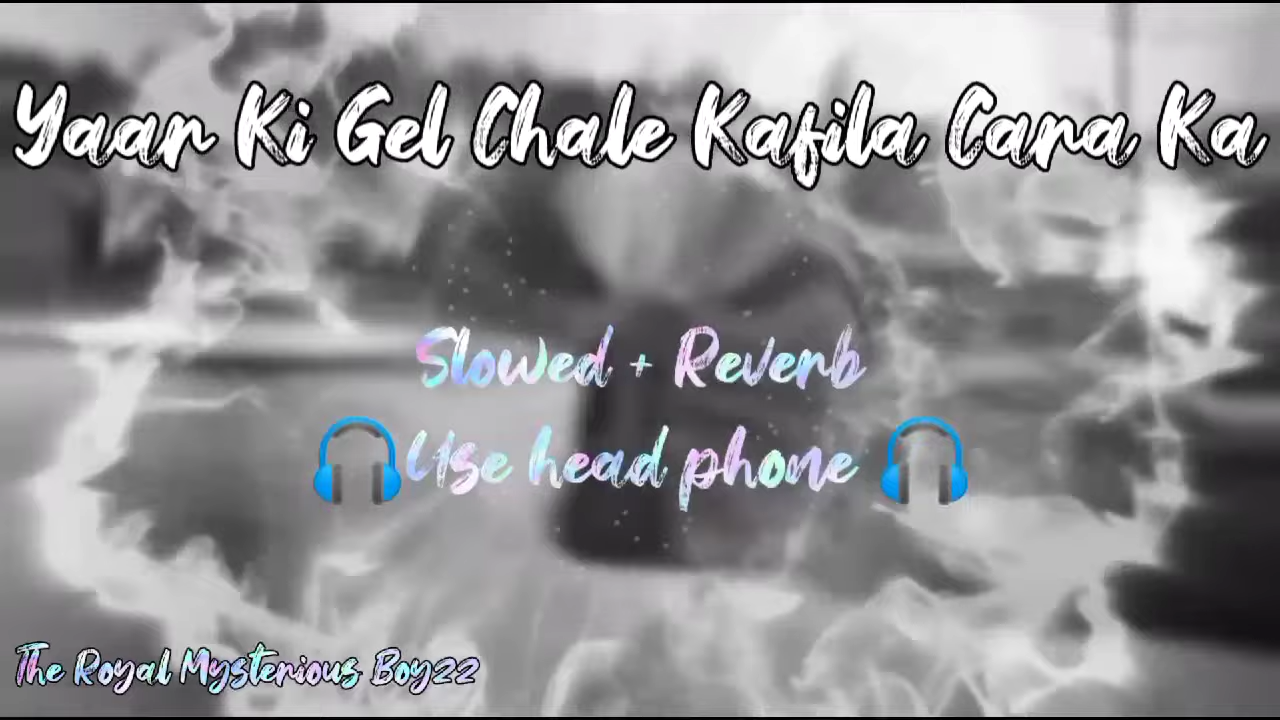 Yaar Ki Gel Chale Kafila Cara Ka
Slowed + Reverb
🎧Use head phone 🎧
The Royal Mysterious Boy22